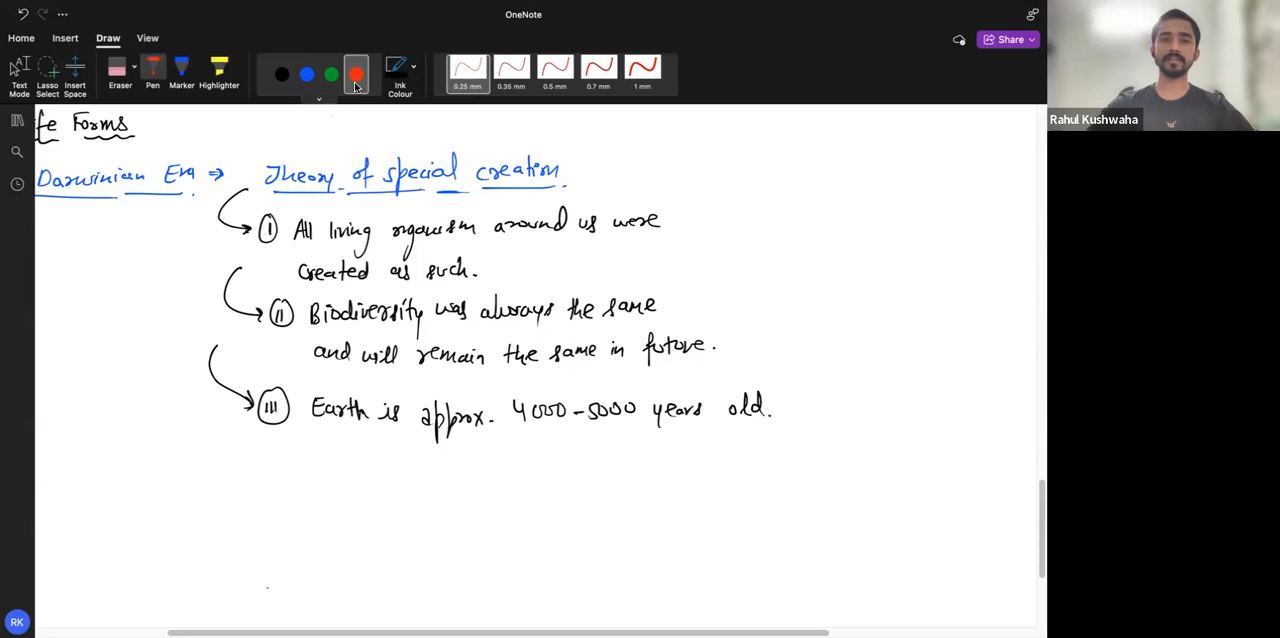 OneNote
Home Insert Draw View
Share
Text Mode
Lasso Select
Insert Space
Eraser
Pen
Marker
Highlighter
Ink Colour
0.25 mm
0.35 mm
0.5 mm
0.7 mm
1 mm
Rahul Kushwaha
fe Forms
Darwinian Era ⇒ Theory of special creation.
I All living organism around us were
created as such.
II Biodiversity was always the same
and will remain the same in future.
III Earth is approx. 4000-5000 years old.
RK